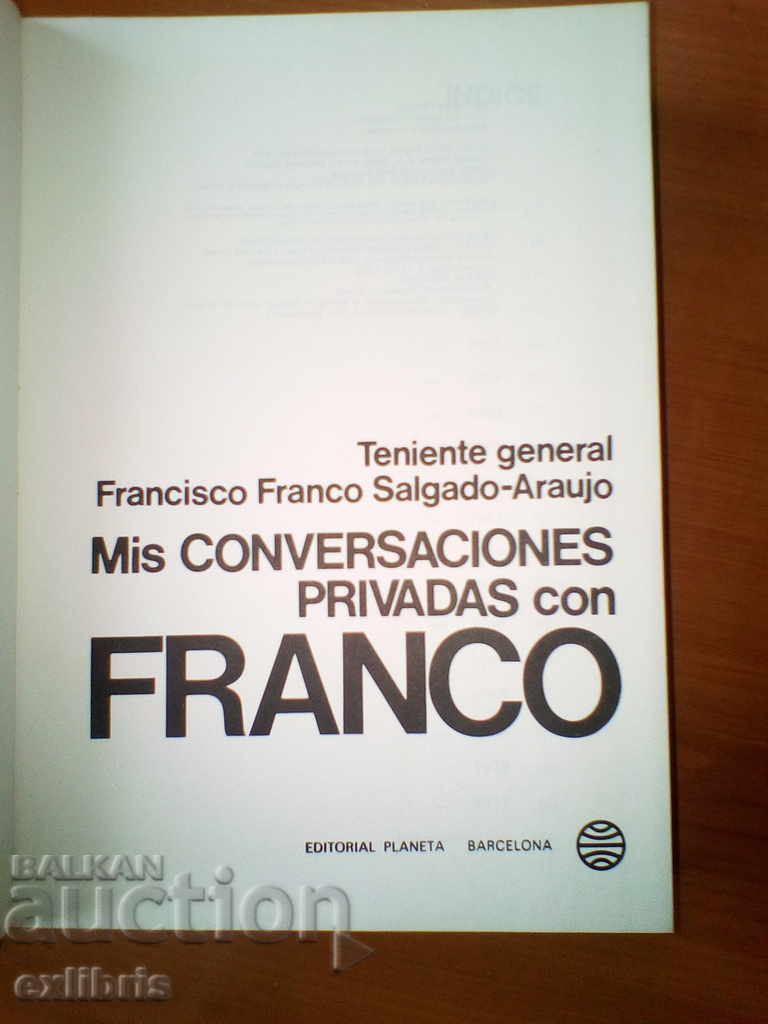 Teniente general
Francisco Franco Salgado-Araujo
Mis CONVERSACIONES
PRIVADAS con
FRANCO
EDITORIAL PLANETA BARCELONA
BALKAN
auction
exlibris